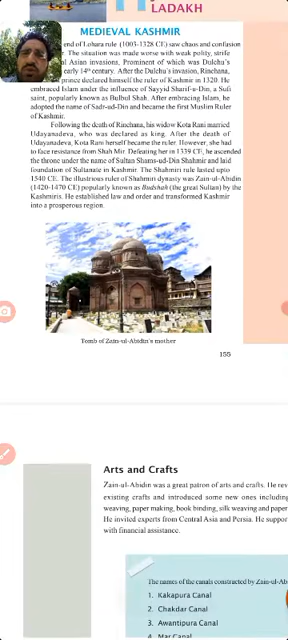 LADAKH
MEDIEVAL KASHMIR
end of Lohara rule (1003-1328 CE) saw chaos and confusion
The situation was made worse with weak polity, strife
Asian invasions, Prominent of which was Dulchu's
early 14th century. After the Dulchu's invasion, Rinchana,
prince declared himself the ruler of Kashmir in 1320. He
embraced Islam under the influence of Sayyid Sharif-u-Din, a Sufi
saint, popularly known as Bulbul Shah. After embracing Islam, he
adopted the name of Sadr-ud-Din and became the first Muslim Ruler
of Kashmir.
Following the death of Rinchana, his widow Kota Rani married
Udayanadeva, who was declared as king. After the death of
Udayanadeva, Kota Rani herself became the ruler. However, she had
to face resistance from Shah Mir. Defeating her in 1339 CE, he ascended
the throne under the name of Sultan Shams-ud-Din Shahmir and laid
foundation of Sultanate in Kashmir. The Shahmiri rule lasted upto
1540 CE. The illustrious ruler of Shahmiri dynasty was Zain-ul-Abidin
(1420-1470 CE) popularly known as Budshah (the great Sultan) by the
Kashmiris. He established law and order and transformed Kashmir
into a prosperous region.
Tomb of Zain-ul-Abidin's mother
155
Arts and Crafts
Zain-ul-Abidin was a great patron of arts and crafts. He rev
existing crafts and introduced some new ones including
weaving, paper making, book binding, silk weaving and paper
He invited experts from Central Asia and Persia. He suppor
with financial assistance.
The names of the canals constructed by Zain-ul-Ab
1. Kakapura Canal
2. Chakdar Canal
3. Awantipura Canal
4. Mar Canal